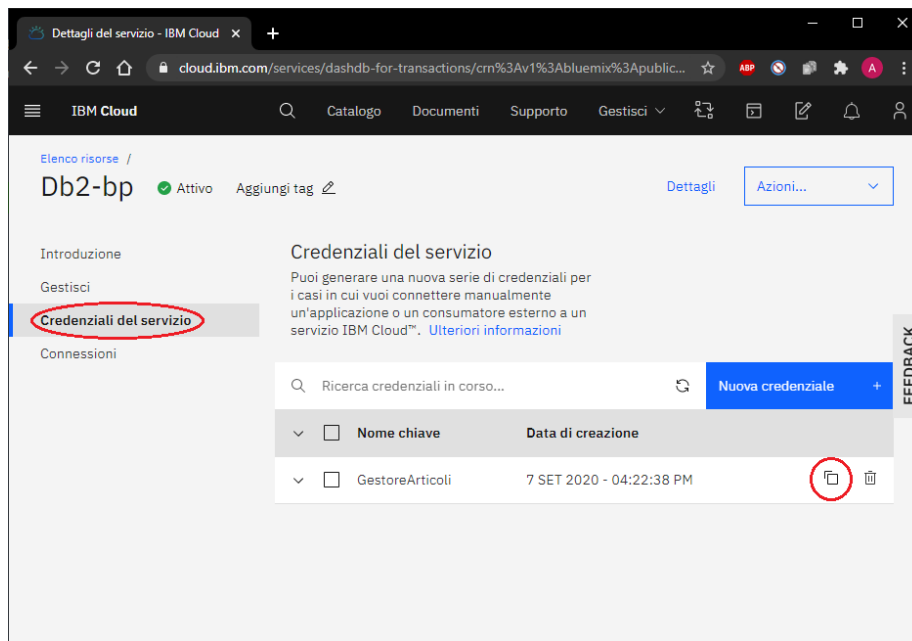 Dettagli del servizio - IBM Cloud
cloud.ibm.com/services/dashdb-for-transactions/crn%3Av1%3Abluemix%3Apublic...
ABP
A
IBM Cloud
Catalogo
Documenti
Supporto
Gestisci
Elenco risorse /
Db2-bp
Attivo
Aggiungi tag
Dettagli
Azioni...
Introduzione
Gestisci
Credenziali del servizio
Connessioni
Credenziali del servizio
Puoi generare una nuova serie di credenziali per
i casi in cui vuoi connettere manualmente
un'applicazione o un consumatore esterno a un
servizio IBM Cloud™. Ulteriori informazioni
Ricerca credenziali in corso...
Nuova credenziale +
Nome chiave
Data di creazione
GestoreArticoli
7 SET 2020 - 04:22:38 PM
FEEDBACK